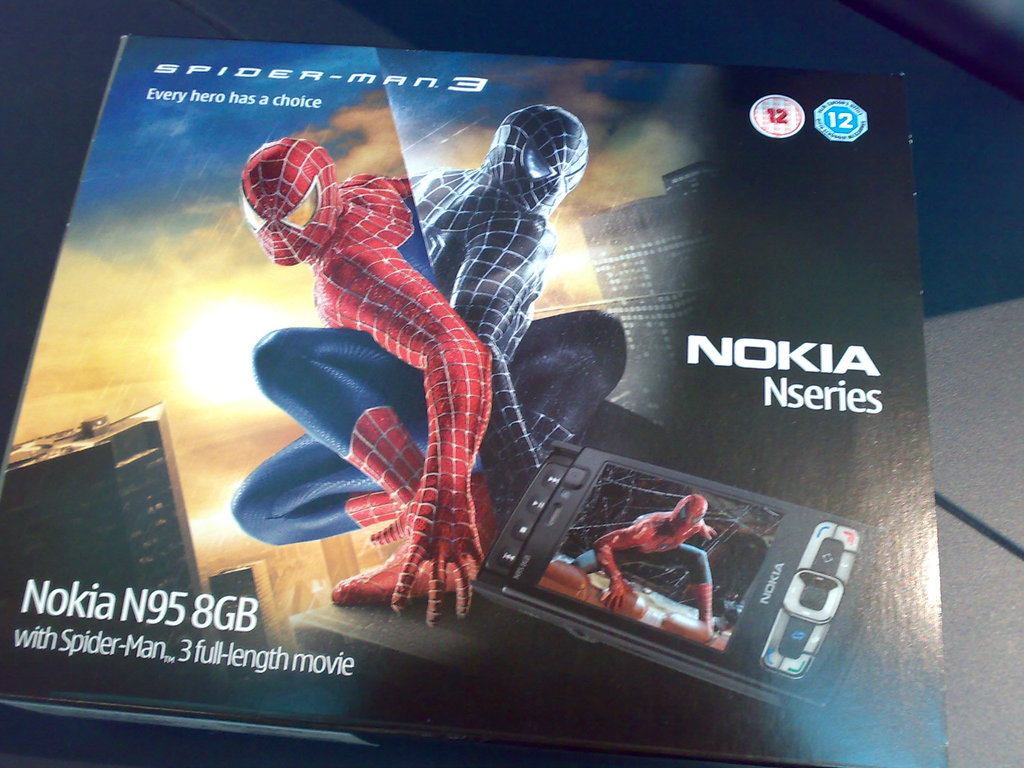 SPIDER-MAN 3
Every hero has a choice
12
12
NOKIA
Nseries
NOKIA
Nokia N95 8GB
with Spider-Man™ 3 full-length movie